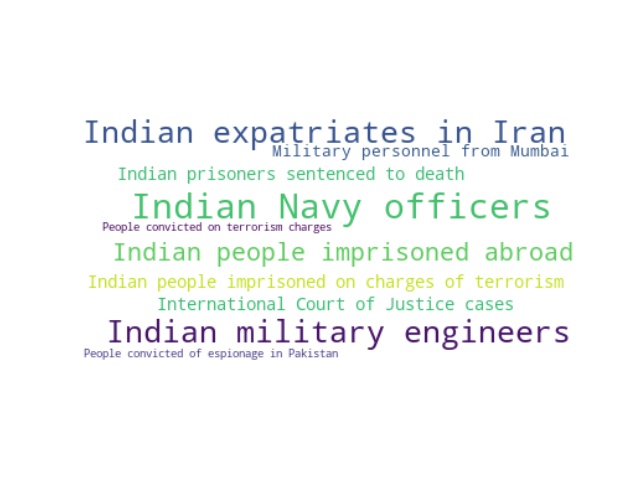 Indian expatriates in Iran
Military personnel from Mumbai
Indian prisoners sentenced to death
Indian Navy officers
People convicted on terrorism charges
Indian people imprisoned abroad
Indian people imprisoned on charges of terrorism
International Court of Justice cases
Indian military engineers
People convicted of espionage in Pakistan